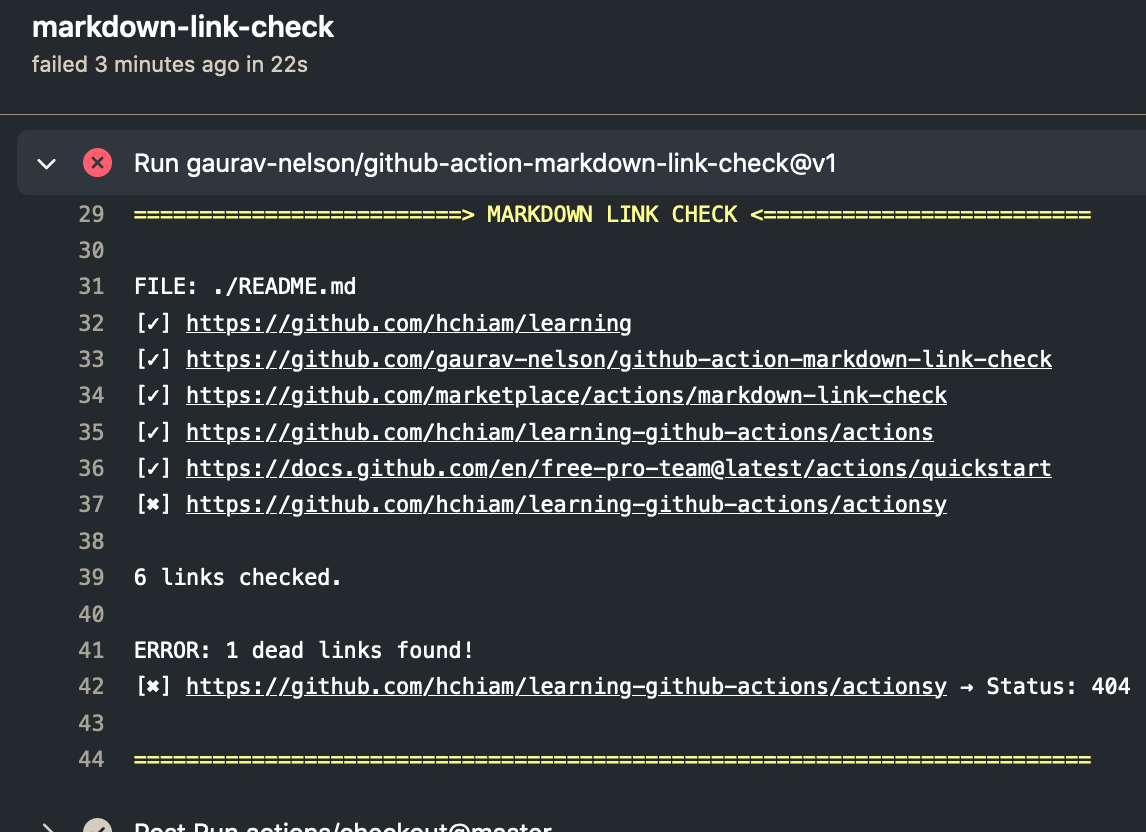 markdown-link-check
failed 3 minutes ago in 22s
Run gaurav-nelson/github-action-markdown-link-check@v1
29 =========================> MARKDOWN LINK CHECK <=========================
30
31 FILE: ./README.md
32 [✓] https://github.com/hchiam/learning
33 [✓] https://github.com/gaurav-nelson/github-action-markdown-link-check
34 [✓] https://github.com/marketplace/actions/markdown-link-check
35 [✓] https://github.com/hchiam/learning-github-actions/actions
36 [✓] https://docs.github.com/en/free-pro-team@latest/actions/quickstart
37 [✖] https://github.com/hchiam/learning-github-actions/actionsy
38
39 6 links checked.
40
41 ERROR: 1 dead links found!
42 [✖] https://github.com/hchiam/learning-github-actions/actionsy → Status: 404
43
44 =========================================================================
Post Run actions/checkout@master